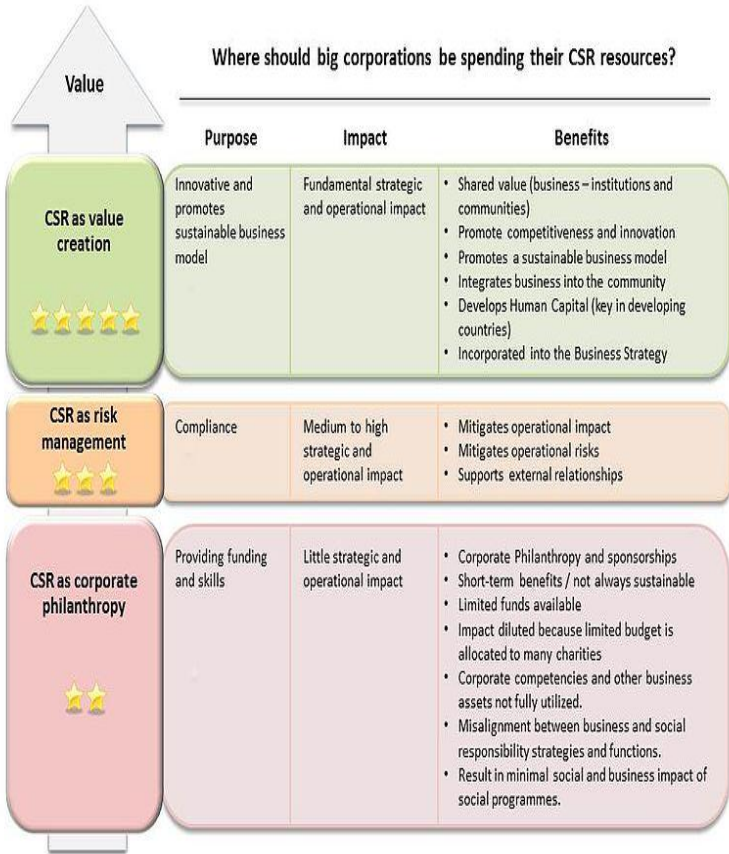 Value
Where should big corporations be spending their CSR resources?
Purpose
Impact
Benefits
CSR as value
creation
Innovative and
promotes
sustainable business
model
Fundamental strategic
and operational impact
• Shared value (business – institutions and
communities)
• Promote competitiveness and innovation
• Promotes a sustainable business model
• Integrates business into the community
• Develops Human Capital (key in developing
countries)
• Incorporated into the Business Strategy
CSR as risk
management
Compliance
Medium to high
strategic and
operational impact
• Mitigates operational impact
• Mitigates operational risks
• Supports external relationships
CSR as corporate
philanthropy
Providing funding
and skills
Little strategic and
operational impact
• Corporate Philanthropy and sponsorships
• Short-term benefits / not always sustainable
• Limited funds available
• Impact diluted because limited budget is
allocated to many charities
• Corporate competencies and other business
assets not fully utilized.
• Misalignment between business and social
responsibility strategies and functions.
• Result in minimal social and business impact of
social programmes.